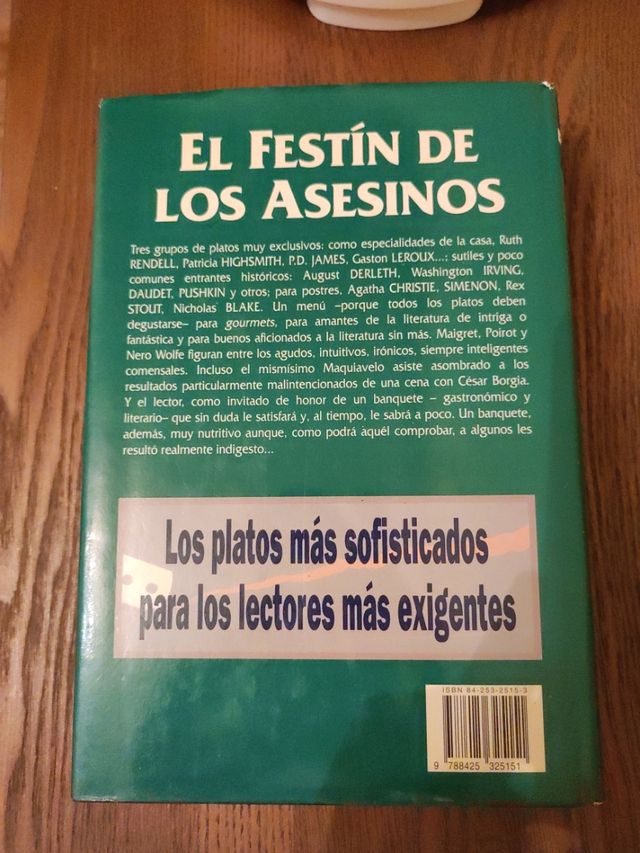 EL FESTÍN DE
LOS ASESINOS
Tres grupos de platos muy exclusivos: como especialidades de la casa, Ruth
RENDELL, Patricia HIGHSMITH, P.D. JAMES, Gaston LEROUX...; sutiles y poco
comunes entrantes históricos: August DERLETH, Washington IRVING,
DAUDET, PUSHKIN y otros; para postres, Agatha CHRISTIE, SIMENON, Rex
STOUT, Nicholas BLAKE. Un menú –porque todos los platos deben
degustarse– para gourmets, para amantes de la literatura de intriga o
fantástica y para buenos aficionados a la literatura sin más. Maigret, Poirot y
Nero Wolfe figuran entre los agudos, intuitivos, irónicos, siempre inteligentes
comensales. Incluso el mismísimo Maquiavelo asiste asombrado a los
resultados particularmente malintencionados de una cena con César Borgia.
Y el lector, como invitado de honor de un banquete – gastronómico y
literario– que sin duda le satisfará y, al tiempo, le sabrá a poco. Un banquete,
además, muy nutritivo aunque, como podrá aquél comprobar, a algunos les
resultó realmente indigesto...
Los platos más sofisticados
para los lectores más exigentes
ISBN 84-253-2515-3
9 788425 325151